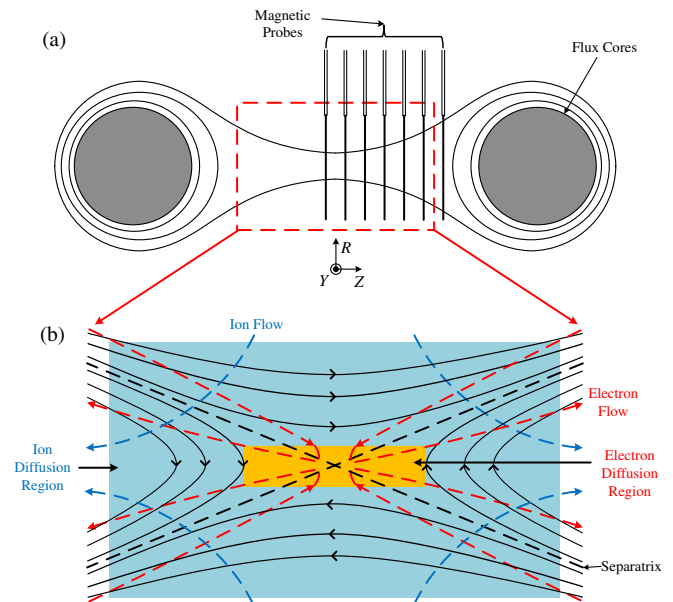 Magnetic
Probes
(a)
Flux Cores
R
Y
Z
(b)
Ion Flow
Electron
Flow
Ion
Diffusion
Region
Electron
Diffusion
Region
Separatrix